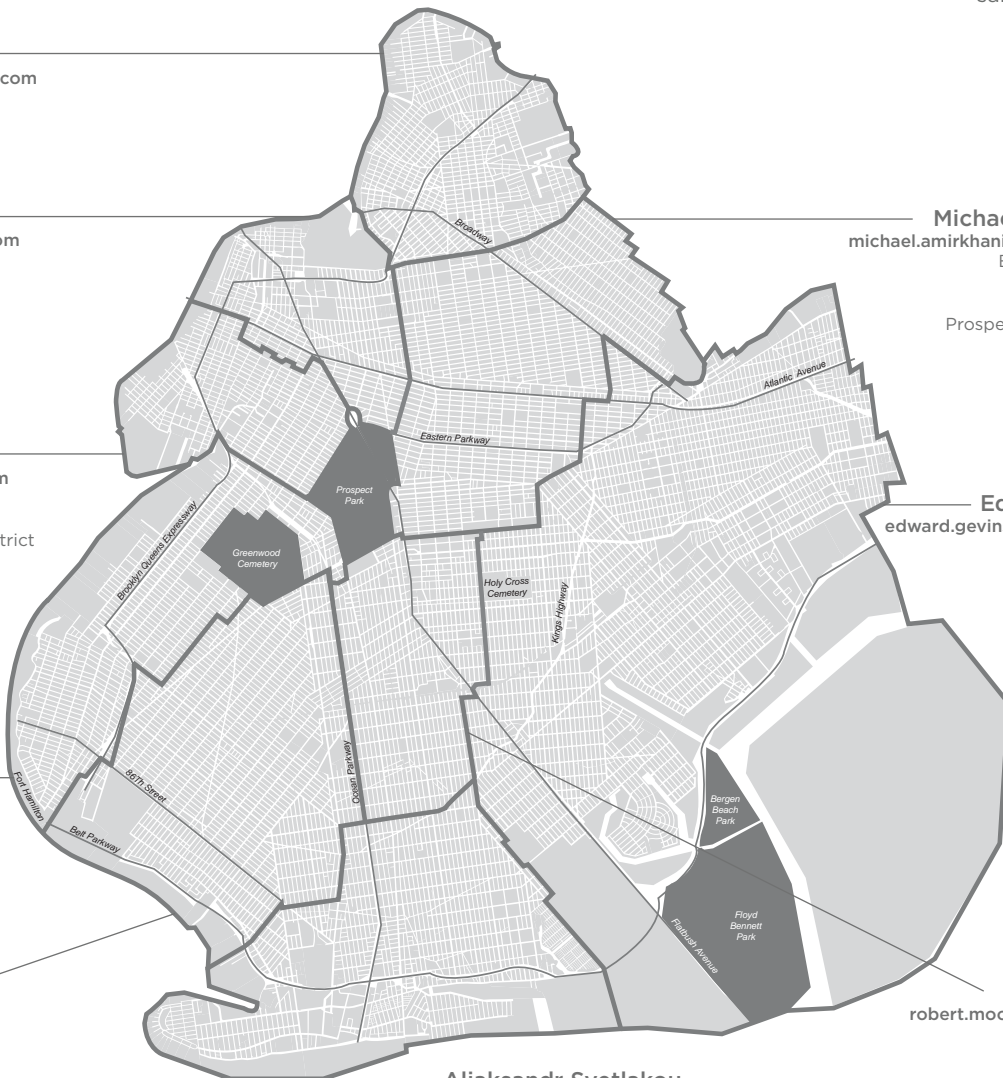 com
om
m
trict
Broadway
Atlantic Avenue
Eastern Parkway
Prospect
Park
Greenwood
Cemetery
Brooklyn Queens Expressway
Holy Cross
Cemetery
Kings Highway
Ocean Parkway
86Th Street
Fort Hamilton
Belt Parkway
Bergen
Beach
Park
Floyd
Bennett
Park
Flatbush Avenue
Michae
michael.amirkhani
E
Prospe
Ed
edward.gevin
robert.moo